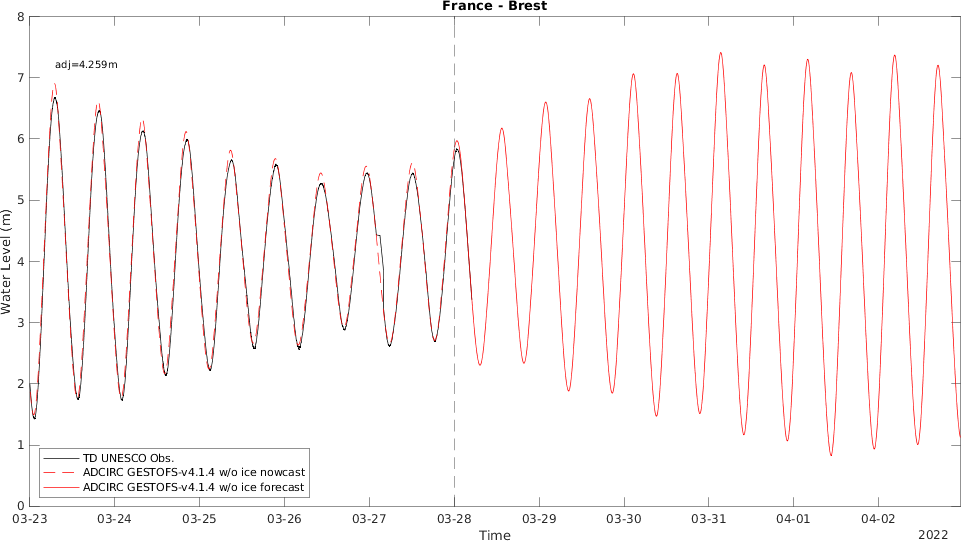 France - Brest
adj=4.259m
Water Level (m)
8
7
6
5
4
3
2
1
0
TD UNESCO Obs.
ADCIRC GESTOFS-v4.1.4 w/o ice nowcast
ADCIRC GESTOFS-v4.1.4 w/o ice forecast
03-23 03-24 03-25 03-26 03-27 03-28 03-29 03-30 03-31 04-01 04-02
Time
2022